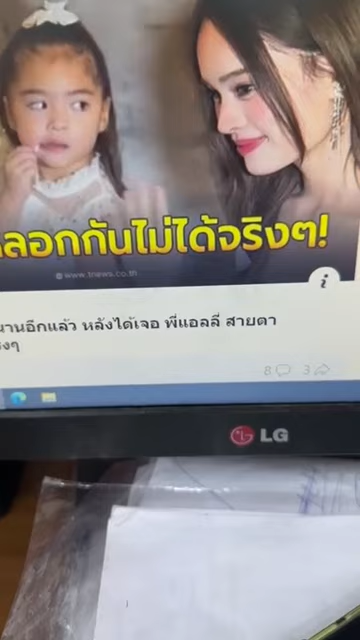 ลอกกันไม่ได้จริงๆ!
www.tnews.co.th
i
านอีกแล้ว หลังได้เจอ พี่แอลลี่ สายตา
งๆ
8 3
LG